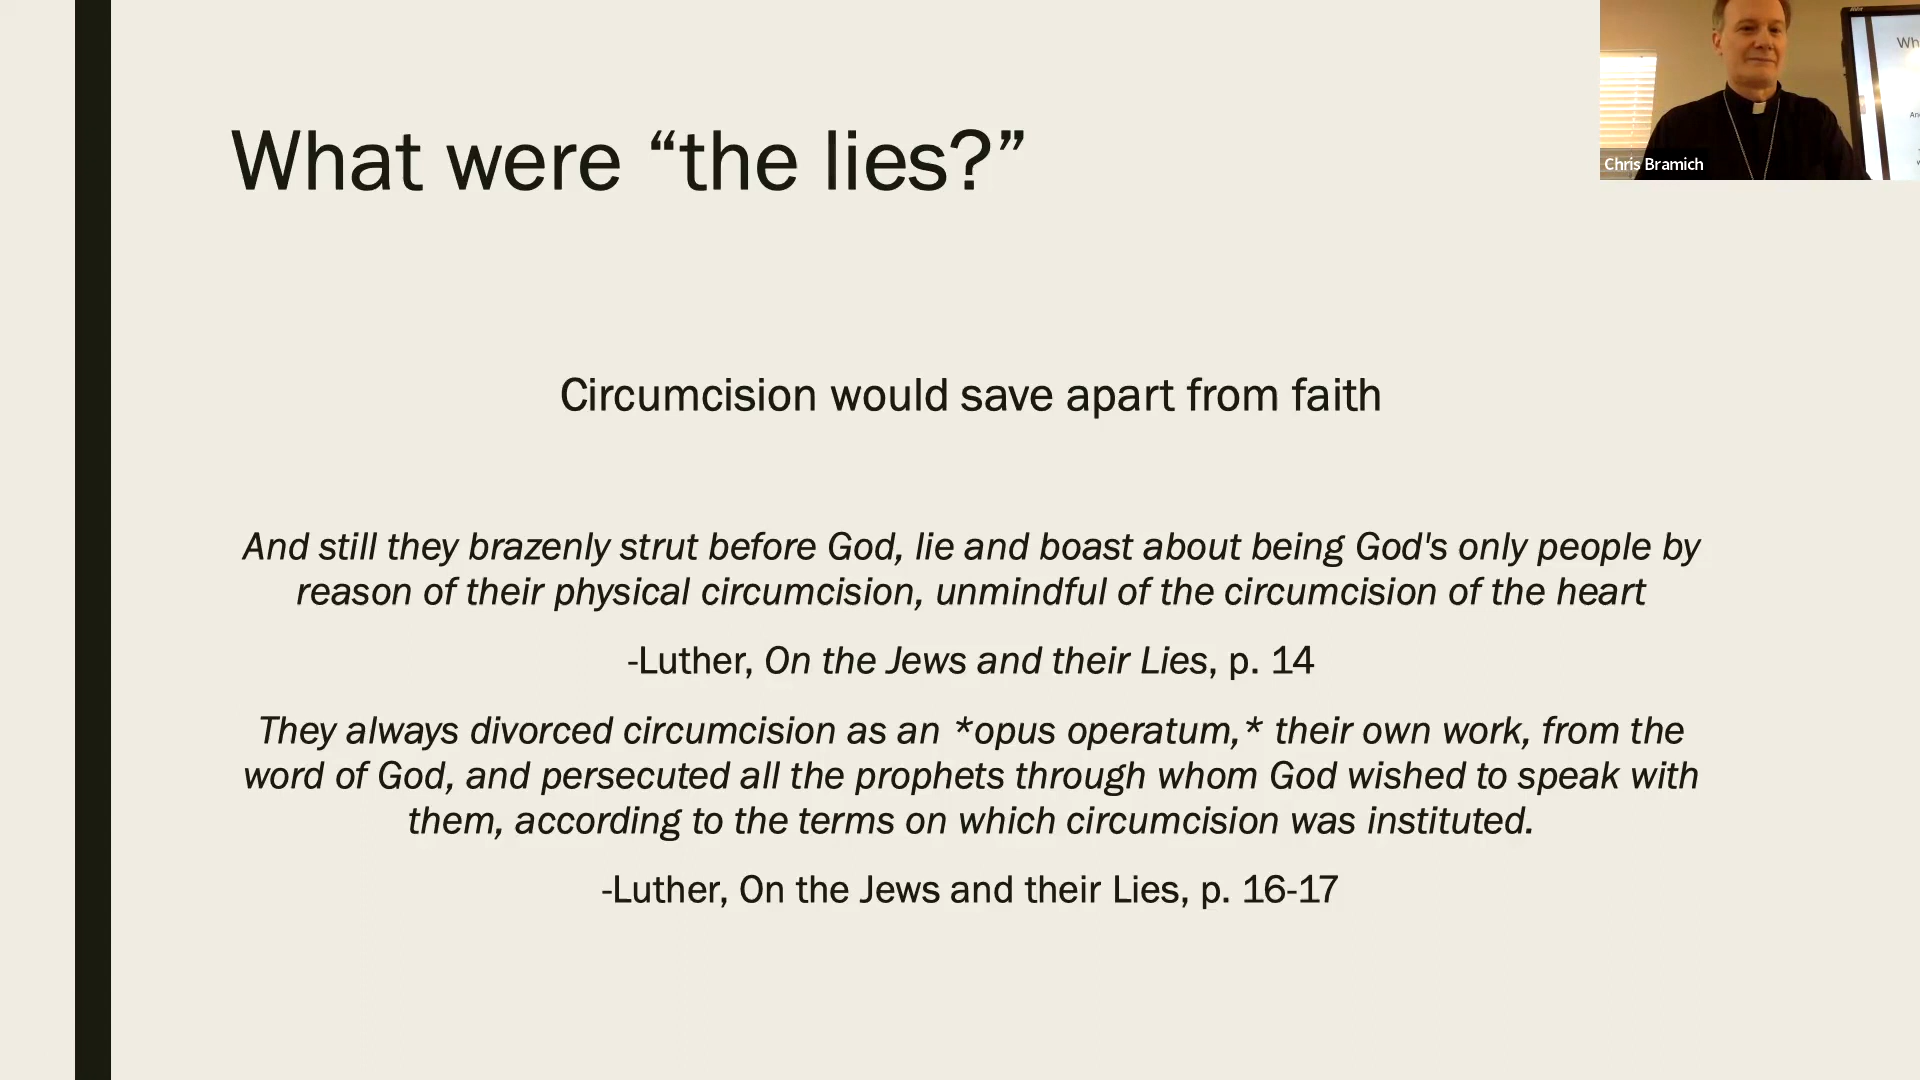 What were “the lies?”
Circumcision would save apart from faith
And still they brazenly strut before God, lie and boast about being God's only people by
reason of their physical circumcision, unmindful of the circumcision of the heart
-Luther, On the Jews and their Lies, p. 14
They always divorced circumcision as an *opus operatum,* their own work, from the
word of God, and persecuted all the prophets through whom God wished to speak with
them, according to the terms on which circumcision was instituted.
-Luther, On the Jews and their Lies, p. 16-17
Chris Bramich
Wh